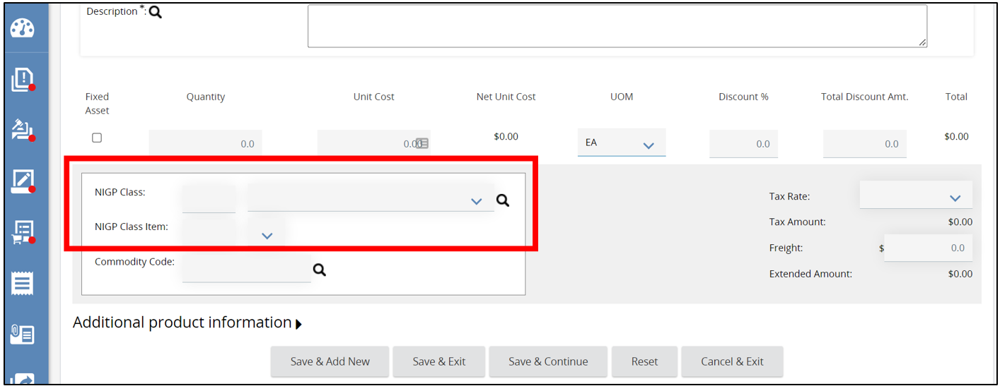 Description *:
Fixed Asset Quantity Unit Cost Net Unit Cost UOM Discount % Total Discount Amt. Total
0.0 0.00 $0.00 EA 0.0 0.0 $0.00
NIGP Class:
Tax Rate:
NIGP Class Item:
Tax Amount: $0.00
Freight: $ 0.0
Commodity Code:
Extended Amount: $0.00
Additional product information
Save & Add New Save & Exit Save & Continue Reset Cancel & Exit